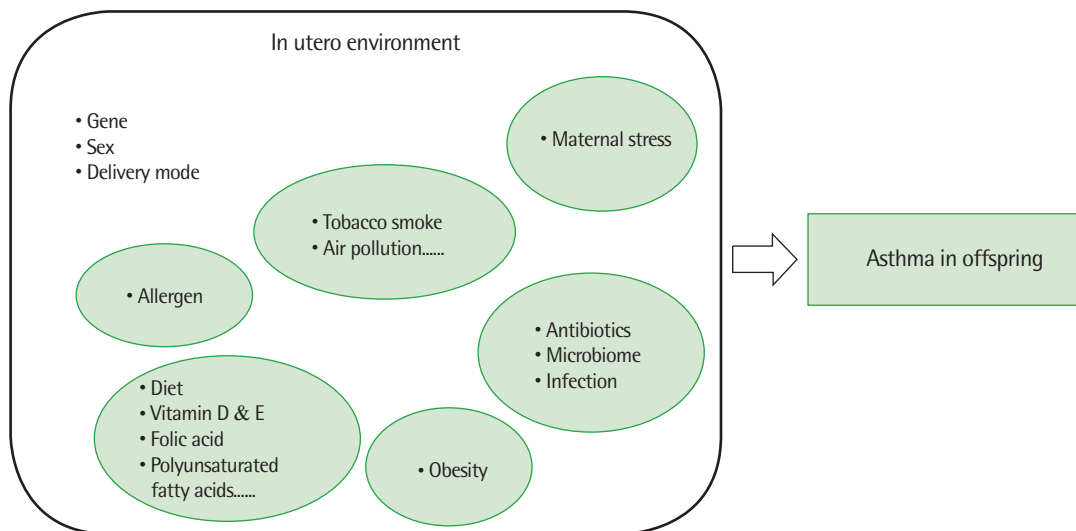 In utero environment
• Gene
• Sex
• Delivery mode
• Maternal stress
• Tobacco smoke
• Air pollution......
• Allergen
• Antibiotics
• Microbiome
• Infection
• Diet
• Vitamin D & E
• Folic acid
• Polyunsaturated
fatty acids......
• Obesity
Asthma in offspring